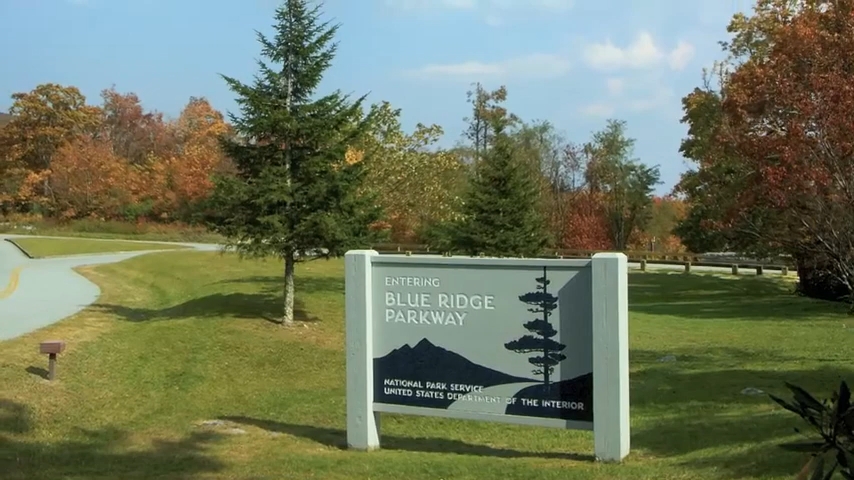 ENTERING
BLUE RIDGE
PARKWAY
NATIONAL PARK SERVICE
UNITED STATES DEPARTMENT OF THE INTERIOR